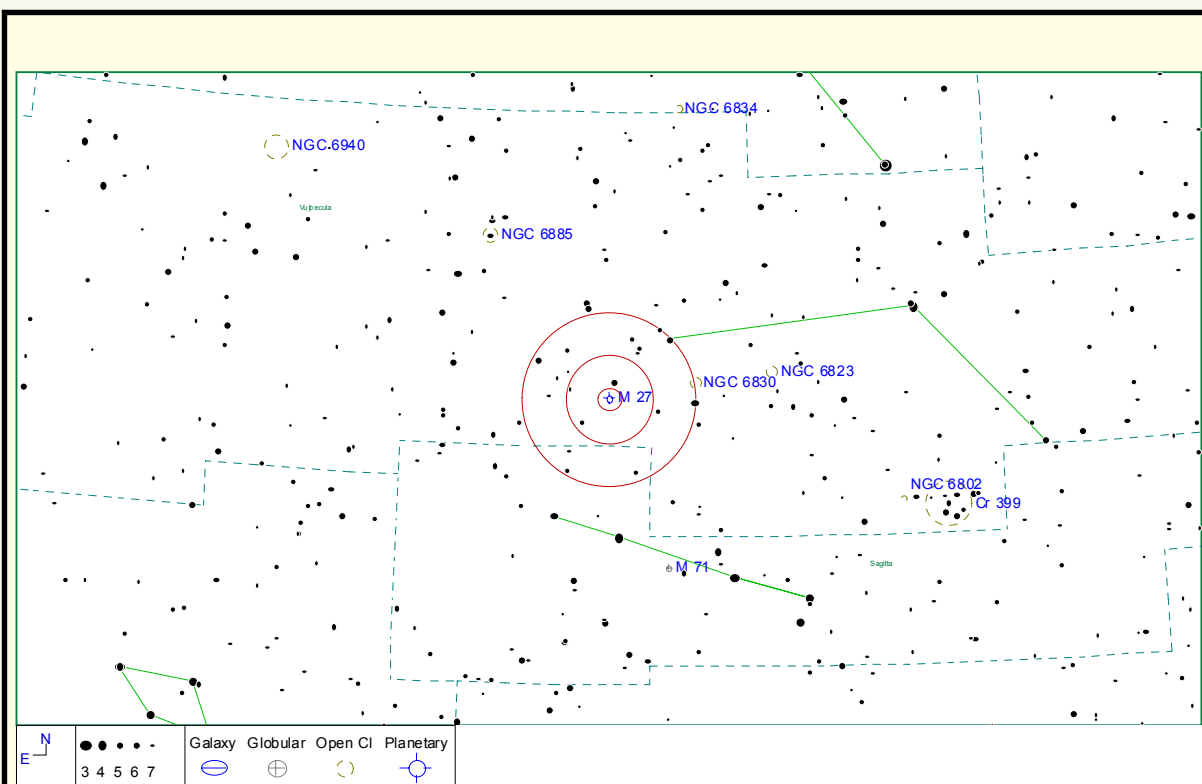 NGC 6834
NGC 6940
Vulpecula
NGC 6885
NGC 6823
NGC 6830
M 27
NGC 6802
Cr 399
Sagitta
M 71
N
E
Galaxy Globular Open Cl Planetary
3 4 5 6 7